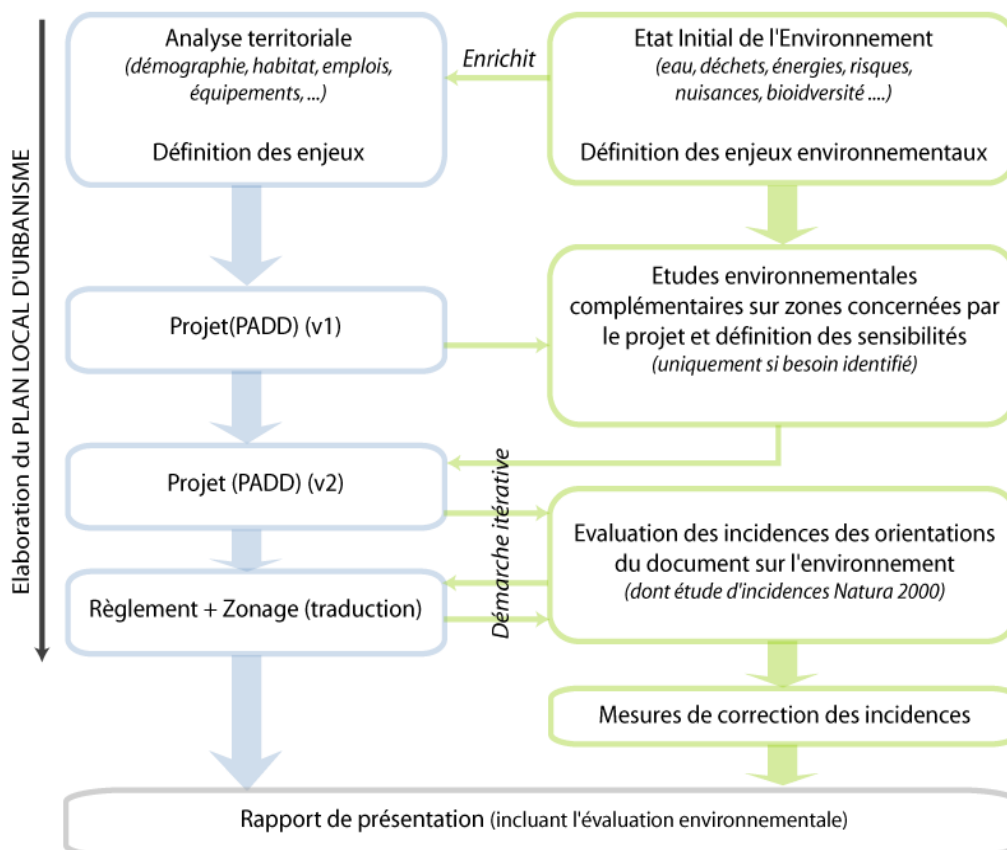 Elaboration du PLAN LOCAL D'URBANISME
Analyse territoriale
(démographie, habitat, emplois,
équipements, ...)
Définition des enjeux
Enrichit
Etat Initial de l'Environnement
(eau, déchets, énergies, risques,
nuisances, bioidversité ....)
Définition des enjeux environnementaux
Projet(PADD) (v1)
Etudes environnementales
complémentaires sur zones concernées par
le projet et définition des sensibilités
(uniquement si besoin identifié)
Projet (PADD) (v2)
Démarche itérative
Evaluation des incidences des orientations
du document sur l'environnement
(dont étude d'incidences Natura 2000)
Règlement + Zonage (traduction)
Mesures de correction des incidences
Rapport de présentation (incluant l'évaluation environnementale)